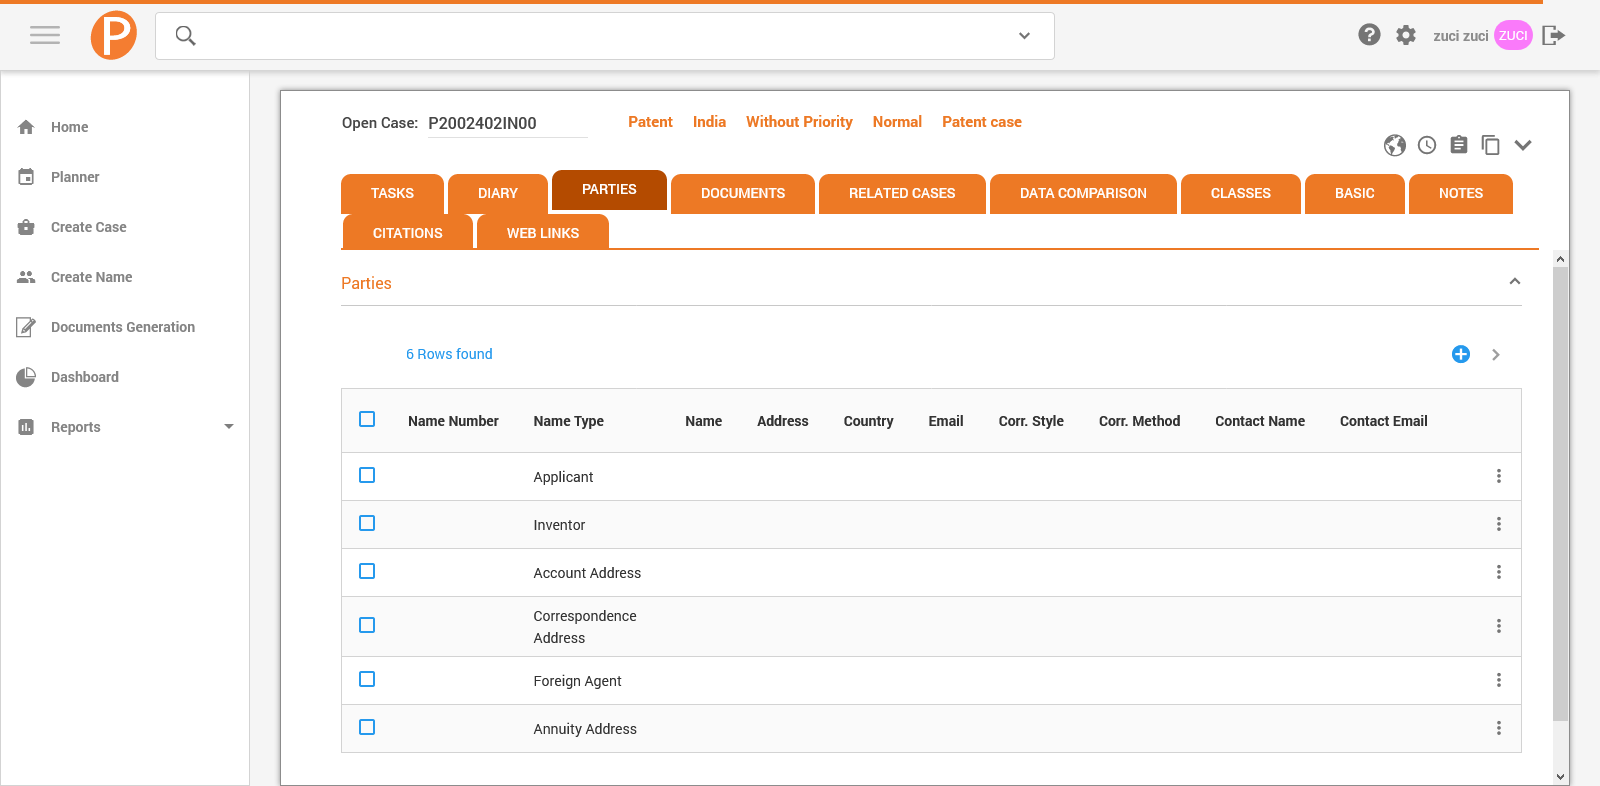 P
zuci zuci ZUCI
Home
Planner
Create Case
Create Name
Documents Generation
Dashboard
Reports
Open Case: P2002402IN00
Patent India Without Priority Normal Patent case
TASKS DIARY PARTIES DOCUMENTS RELATED CASES DATA COMPARISON CLASSES BASIC NOTES
CITATIONS WEB LINKS
Parties
6 Rows found
Name Number Name Type Name Address Country Email Corr. Style Corr. Method Contact Name Contact Email
Applicant
Inventor
Account Address
Correspondence
Address
Foreign Agent
Annuity Address